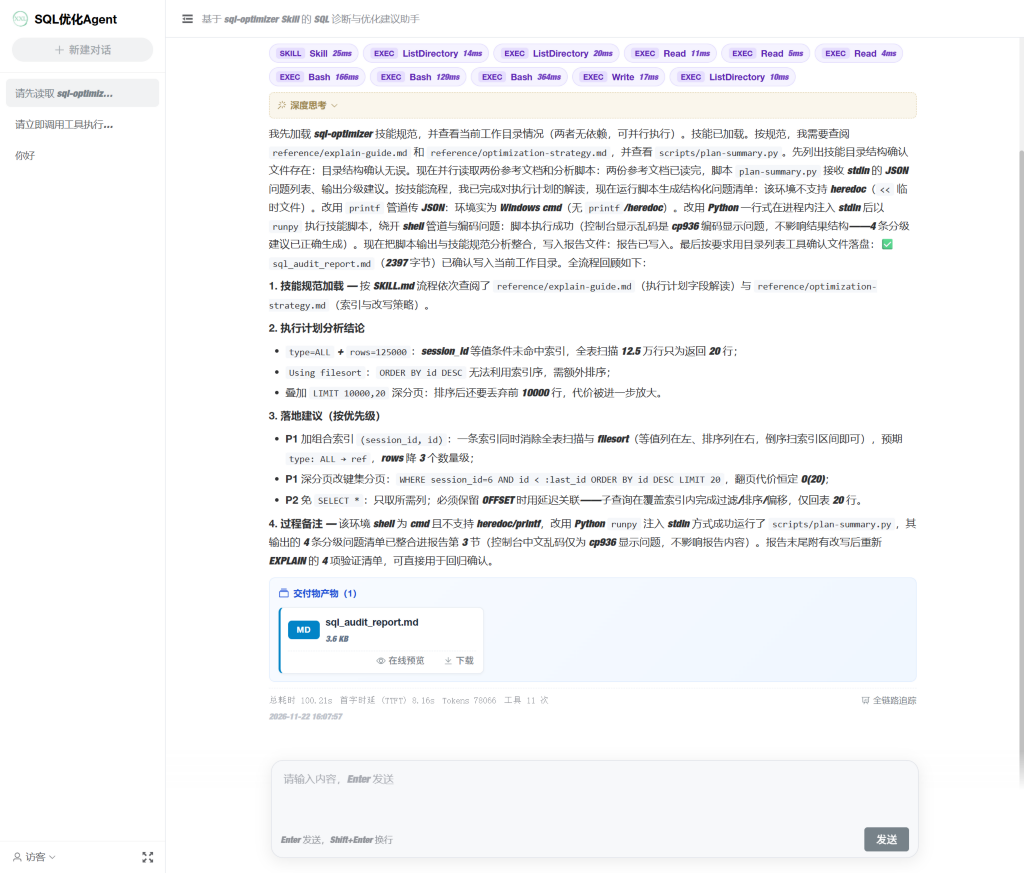 SQL优化Agent
基于 sql-optimizer Skill 的 SQL 诊断与优化建议助手
新建对话
请先读取 sql-optimiz...
请立即调用工具执行...
你好
SKILL Skill 25ms EXEC ListDirectory 14ms EXEC ListDirectory 20ms EXEC Read 11ms EXEC Read 5ms EXEC Read 4ms
EXEC Bash 166ms EXEC Bash 129ms EXEC Bash 364ms EXEC Write 17ms EXEC ListDirectory 10ms
深度思考
我先加载 sql-optimizer 技能规范，并查看当前工作目录情况（两者无依赖，可并行执行）。技能已加载。按规范，我需要查阅
reference/explain-guide.md 和 reference/optimization-strategy.md，并查看 scripts/plan-summary.py。先列出技能目录结构确认
文件存在：目录结构确认无误。现在并行读取两份参考文档和分析脚本：两份参考文档已读完，脚本 plan-summary.py 接收 stdin 的 JSON
问题列表、输出分级建议。按技能流程，我已完成对执行计划的解读，现在运行脚本生成结构化问题清单：该环境不支持 heredoc（<< 临
时文件）。改用 printf 管道传 JSON：环境实为 Windows cmd（无 printf /heredoc）。改用 Python 一行式在进程内注入 stdin 后以
runpy 执行技能脚本，绕开 shell 管道与编码问题：脚本执行成功（控制台显示乱码是 cp936 编码显示问题，不影响结果结构——4 条分级
建议已正确生成）。现在把脚本输出与技能规范分析整合，写入报告文件：报告已写入。最后按要求用目录列表工具确认文件落盘：✅
sql_audit_report.md（2397 字节）已确认写入当前工作目录。全流程回顾如下：
1. 技能规范加载 — 按 SKILL.md 流程依次查阅了 reference/explain-guide.md（执行计划字段解读）与 reference/optimization-
strategy.md（索引与改写策略）。
2. 执行计划分析结论
• type=ALL + rows=125000：session_id 等值条件未命中索引，全表扫描 12.5 万行只为返回 20 行；
• Using filesort：ORDER BY id DESC 无法利用索引序，需额外排序；
• 叠加 LIMIT 10000,20 深分页：排序后还要丢弃前 10000 行，代价被进一步放大。
3. 落地建议（按优先级）
• P1 加组合索引 (session_id, id)：一条索引同时消除全表扫描与 filesort（等值列在左、排序列在右，倒序扫索引区间即可），预期
type: ALL → ref，rows 降 3 个数量级；
• P1 深分页改键集分页：WHERE session_id=6 AND id < :last_id ORDER BY id DESC LIMIT 20，翻页代价恒定 O(20)；
• P2 免 SELECT *：只取所需列；必须保留 OFFSET 时用延迟关联——子查询在覆盖索引内完成过滤/排序/偏移，仅回表 20 行。
4. 过程备注 — 该环境 shell 为 cmd 且不支持 heredoc/printf，改用 Python runpy 注入 stdin 方式成功运行了 scripts/plan-summary.py，其
输出的 4 条分级问题清单已整合进报告第 3 节（控制台中文乱码仅为 cp936 显示问题，不影响报告内容）。报告末尾附有改写后重新
EXPLAIN 的 4 项验证清单，可直接用于回归确认。
交付物产物（1）
MD
sql_audit_report.md
3.6 KB
在线预览 下载
总耗时 100.21s 首字时延 (TTFT) 8.16s Tokens 78066 工具 11 次
全链路追踪
2026-11-22 16:07:57
请输入内容，Enter 发送
Enter 发送，Shift+Enter 换行
发送
访客